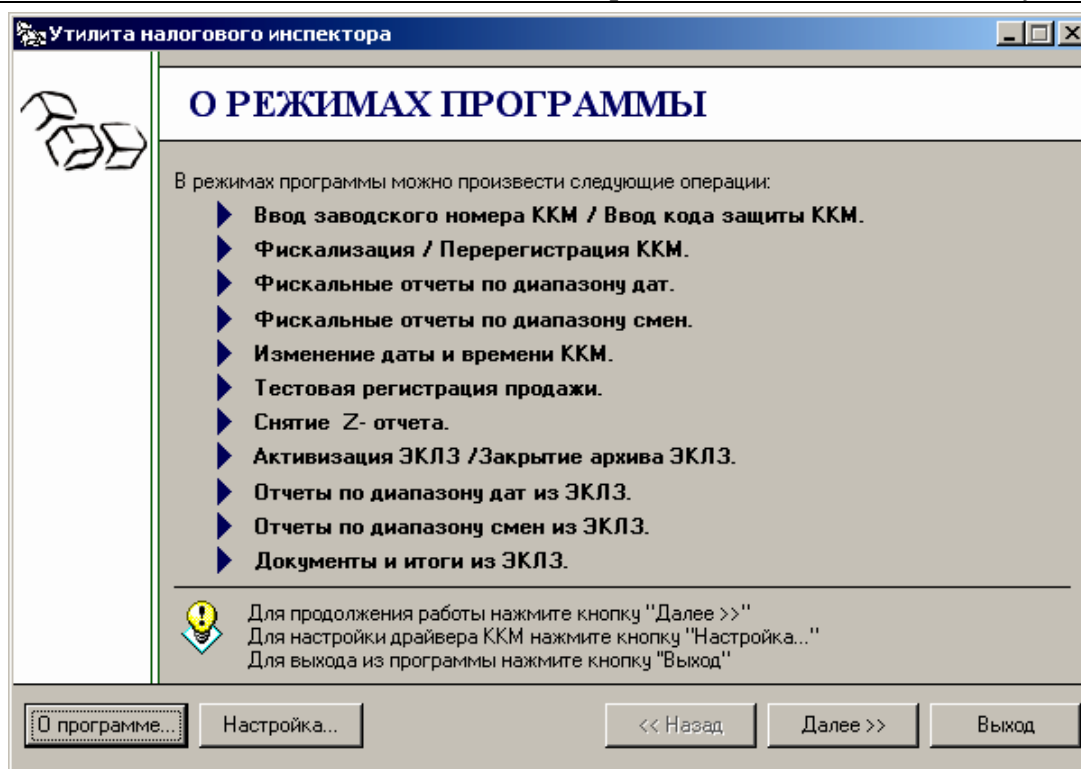 Утилита налогового инспектора
О РЕЖИМАХ ПРОГРАММЫ
В режимах программы можно произвести следующие операции:
Ввод заводского номера ККМ / Ввод кода защиты ККМ.
Фискализация / Перерегистрация ККМ.
Фискальные отчеты по диапазону дат.
Фискальные отчеты по диапазону смен.
Изменение даты и времени ККМ.
Тестовая регистрация продажи.
Снятие Z- отчета.
Активизация ЭКЛЗ /Закрытие архива ЭКЛЗ.
Отчеты по диапазону дат из ЭКЛЗ.
Отчеты по диапазону смен из ЭКЛЗ.
Документы и итоги из ЭКЛЗ.
Для продолжения работы нажмите кнопку "Далее >>"
Для настройки драйвера ККМ нажмите кнопку "Настройка..."
Для выхода из программы нажмите кнопку "Выход"
О программе... Настройка... << Назад Далее >> Выход